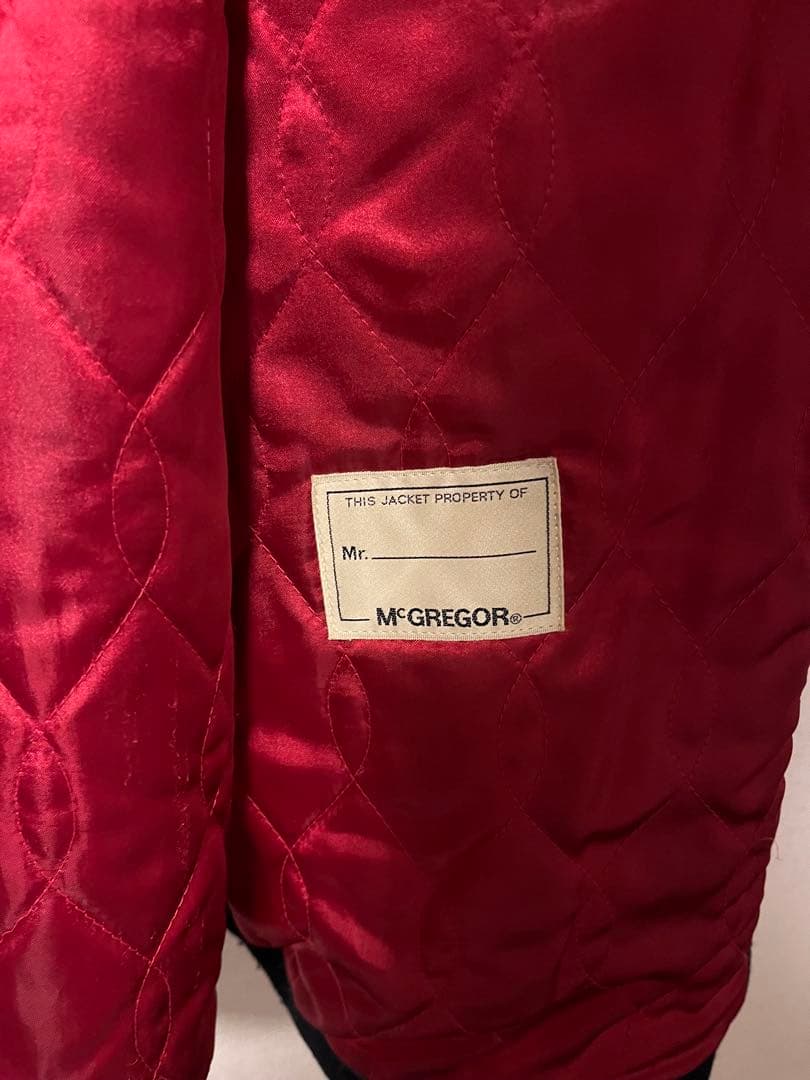 THIS JACKET PROPERTY OF
Mr.
McGREGOR®